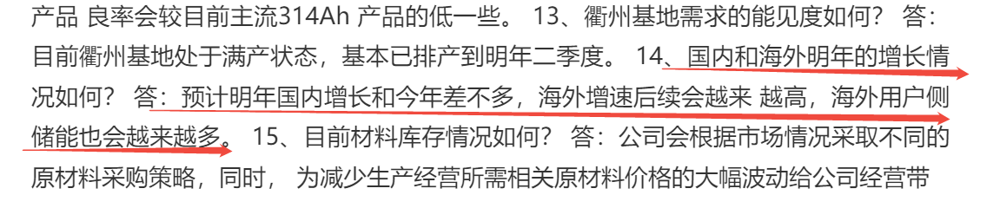 产品 良率会较目前主流314Ah 产品的低一些。 13、衢州基地需求的能见度如何？ 答：
目前衢州基地处于满产状态，基本已排产到明年二季度。 14、国内和海外明年的增长情
况如何？ 答：预计明年国内增长和今年差不多，海外增速后续会越来 越高，海外用户侧
储能也会越来越多。 15、目前材料库存情况如何？ 答：公司会根据市场情况采取不同的
原材料采购策略，同时， 为减少生产经营所需相关原材料价格的大幅波动给公司经营带